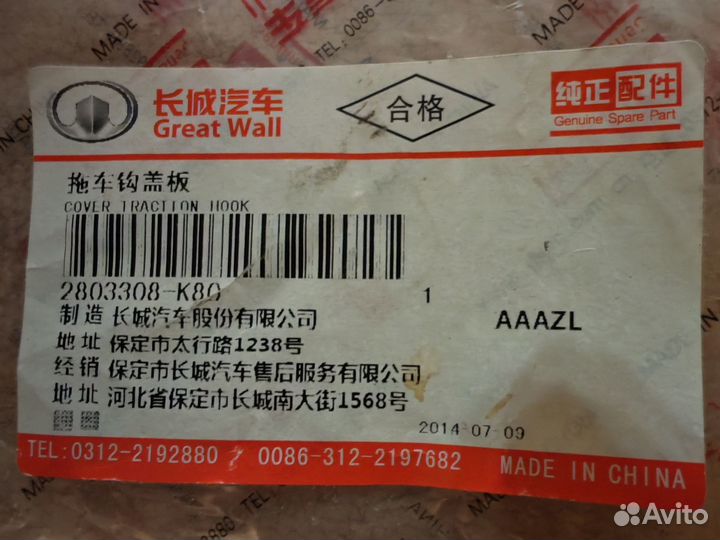 长城汽车
Great Wall
合格
纯正配件
Genuine Spare Part
拖车钩盖板
COVER TRACTION HOOK
2803308-K80
1
AAAZL
制造 长城汽车股份有限公司
地址 保定市太行路1238号
经销 保定市长城汽车售后服务有限公司
地址 河北省保定市长城南大街1568号
2014-07-09
TEL:0312-2192880 0086-312-2197682 MADE IN CHINA
Avito